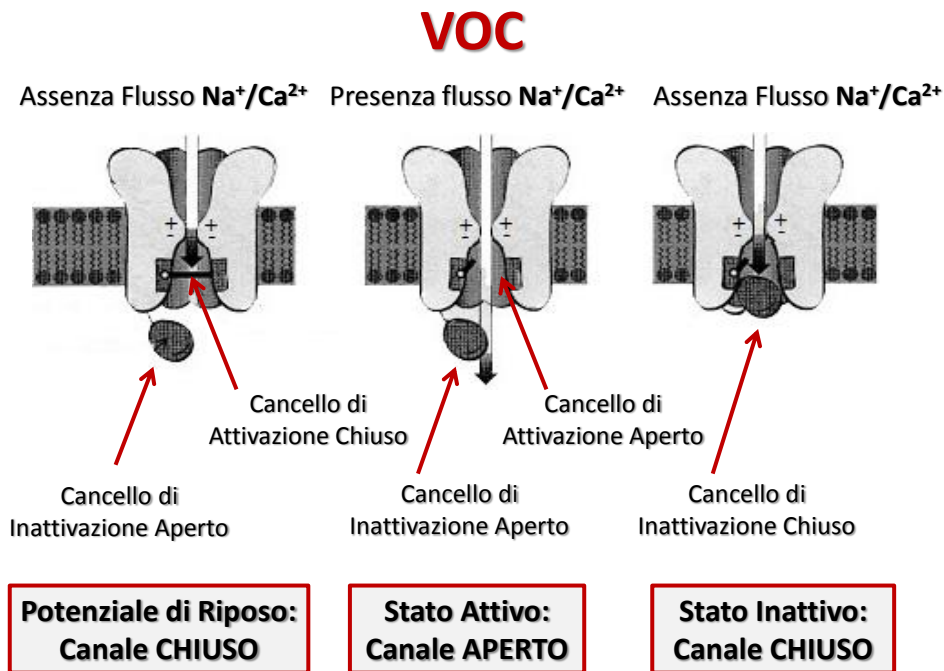 VOC
Assenza Flusso Na⁺/Ca²⁺
Presenza flusso Na⁺/Ca²⁺
Assenza Flusso Na⁺/Ca²⁺
+
-
+
-
+
-
+
-
+
-
+
-
Cancello di
Attivazione Chiuso
Cancello di
Attivazione Aperto
Cancello di
Inattivazione Aperto
Cancello di
Inattivazione Aperto
Cancello di
Inattivazione Chiuso
Potenziale di Riposo:
Canale CHIUSO
Stato Attivo:
Canale APERTO
Stato Inattivo:
Canale CHIUSO